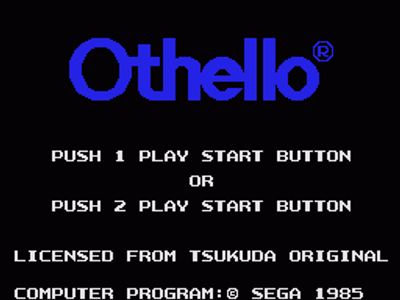 Othello®
PUSH 1 PLAY START BUTTON
OR
PUSH 2 PLAY START BUTTON
LICENSED FROM TSUKUDA ORIGINAL
COMPUTER PROGRAM:© SEGA 1985